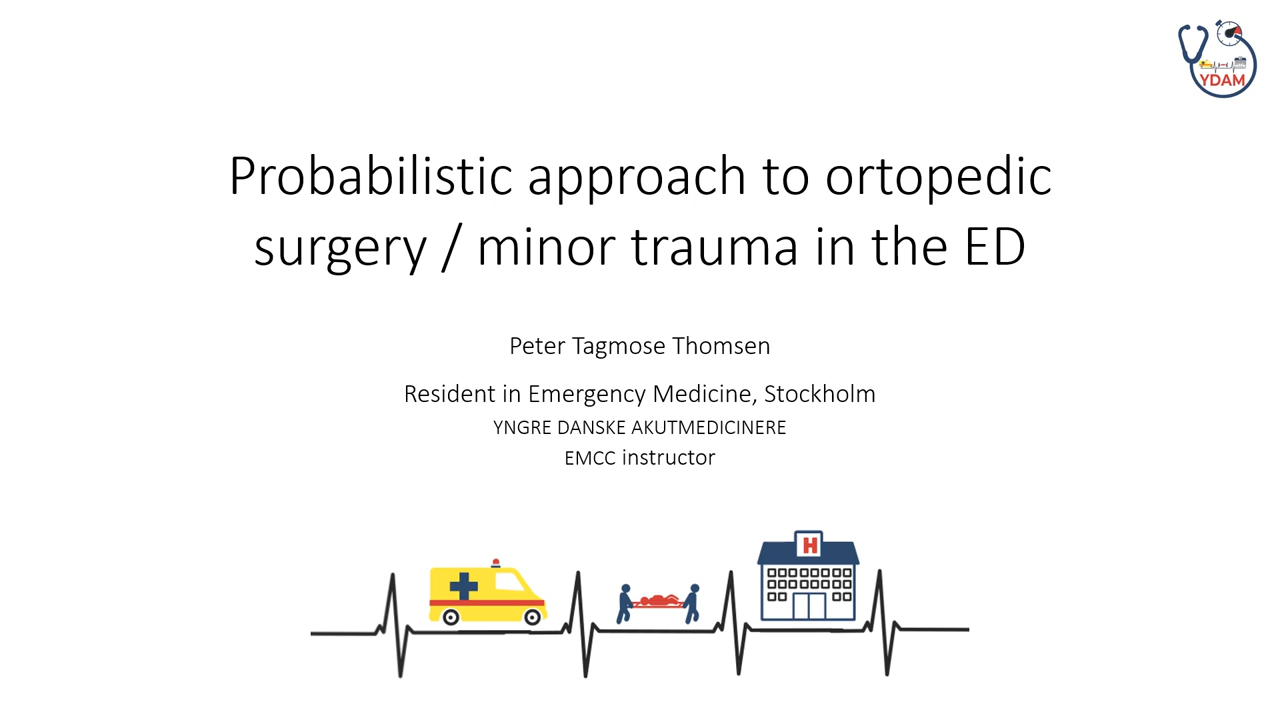 YDAM
Probabilistic approach to ortopedic
surgery / minor trauma in the ED
Peter Tagmose Thomsen
Resident in Emergency Medicine, Stockholm
YNGRE DANSKE AKUTMEDICINERE
EMCC instructor
H